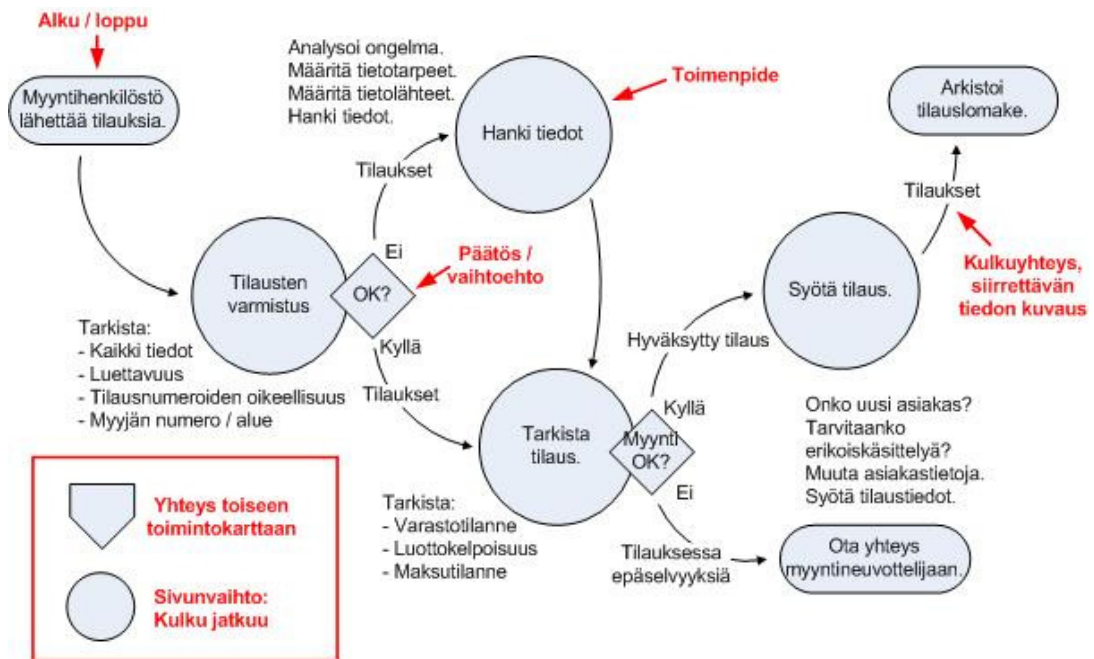 Alku / loppu
Myyntihenkilöstö
lähettää tilauksia.
Analysoi ongelma.
Määritä tietotarpeet.
Määritä tietolähteet.
Hanki tiedot.
Hanki tiedot
Toimenpide
Arkistoi
tilauslomake.
Tilaukset
Tilaukset
Kulkuyhteys,
siirrettävän
tiedon kuvaus
Ei
Päätös /
vaihtoehto
Tilausten
varmistus
OK?
Syötä tilaus.
Tarkista:
- Kaikki tiedot
- Luettavuus
- Tilausnumeroiden oikeellisuus
- Myyjän numero / alue
Kyllä
Tilaukset
Hyväksytty tilaus
Kyllä
Tarkista
tilaus.
Myynti
OK?
Ei
Onko uusi asiakas?
Tarvitaanko
erikoiskäsittelyä?
Muuta asiakastietoja.
Syötä tilaustiedot.
Tarkista:
- Varastotilanne
- Luottokelpoisuus
- Maksutilanne
Tilauksessa
epäselvyyksiä
Ota yhteys
myyntineuvottelijaan.
Yhteys toiseen
toimintokarttaan
Sivunvaihto:
Kulku jatkuu